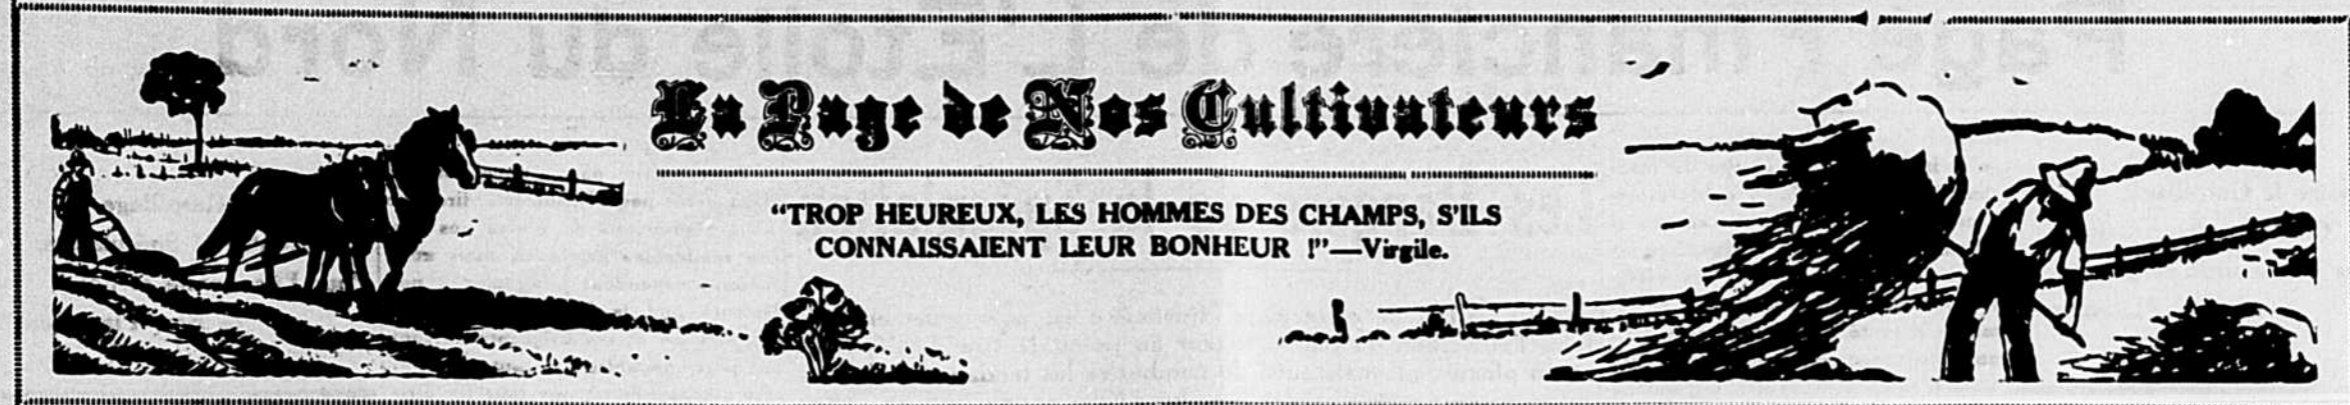 La Page de Nos Cultivateurs
“TROP HEUREUX, LES HOMMES DES CHAMPS, S'ILS
CONNAISSAIENT LEUR BONHEUR !”—Virgile.